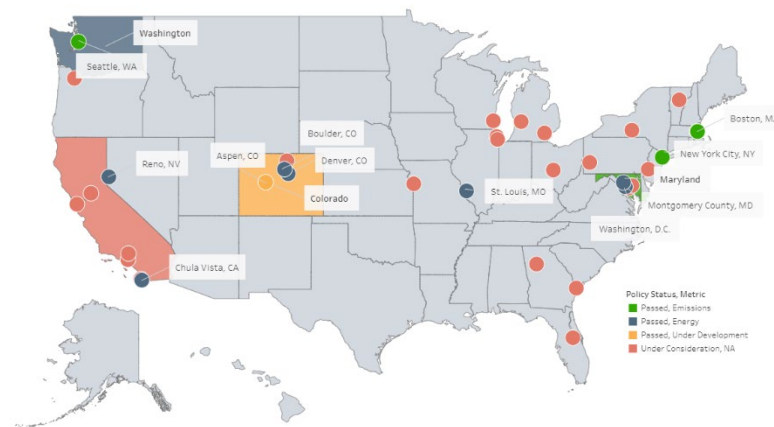 Washington
Seattle, WA
Boston, M
Boulder, CO
New York City, NY
Aspen, CO
Denver, CO
Reno, NV
Maryland
St. Louis, MO
Colorado
Montgomery County, MD
Washington, D.C.
Chula Vista, CA
Policy Status, Metric
Passed, Emissions
Passed, Energy
Passed, Under Development
Under Consideration, NA